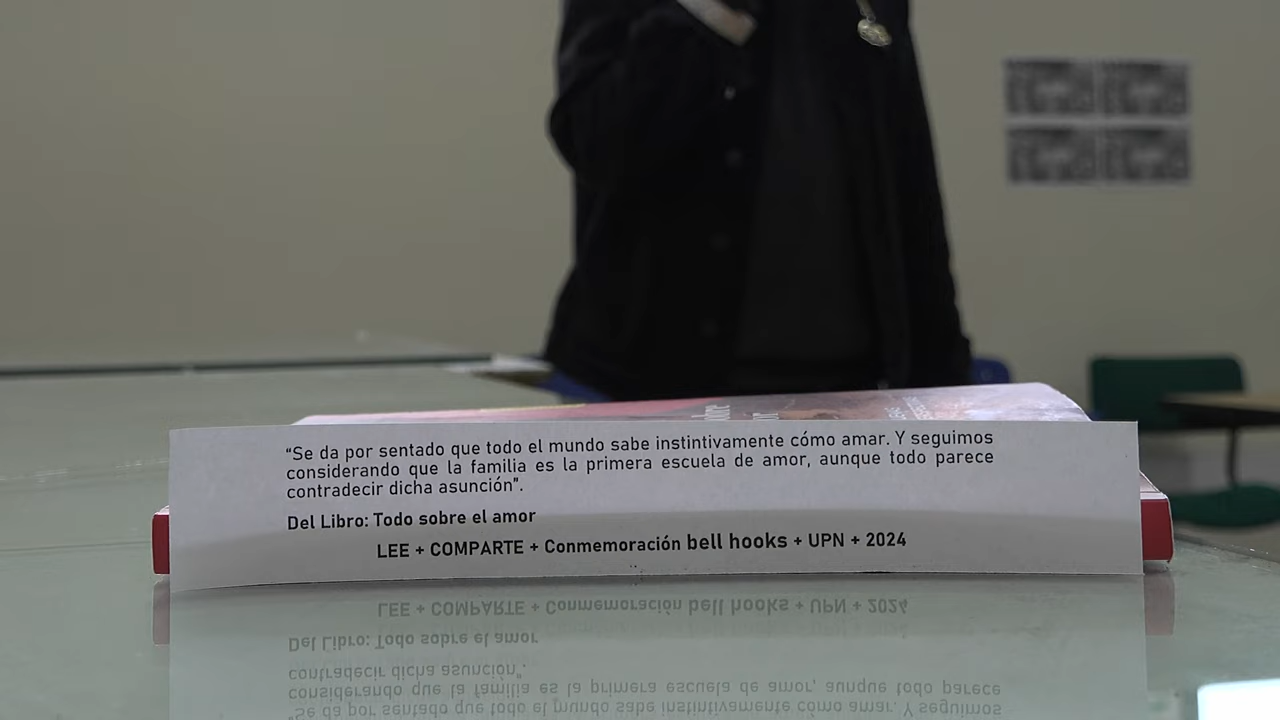 “Se da por sentado que todo el mundo sabe instintivamente cómo amar. Y seguimos
considerando que la familia es la primera escuela de amor, aunque todo parece
contradecir dicha asunción”.
Del Libro: Todo sobre el amor
LEE + COMPARTE + Conmemoración bell hooks + UPN + 2024